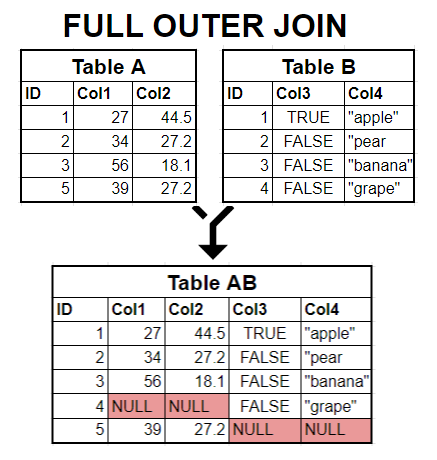 FULL OUTER JOIN
Table A
ID Col1 Col2
1 27 44.5
2 34 27.2
3 56 18.1
5 39 27.2
Table B
ID Col3 Col4
1 TRUE "apple"
2 FALSE "pear
3 FALSE "banana"
4 FALSE "grape"
Table AB
ID Col1 Col2 Col3 Col4
1 27 44.5 TRUE "apple"
2 34 27.2 FALSE "pear
3 56 18.1 FALSE "banana"
4 NULL NULL FALSE "grape"
5 39 27.2 NULL NULL